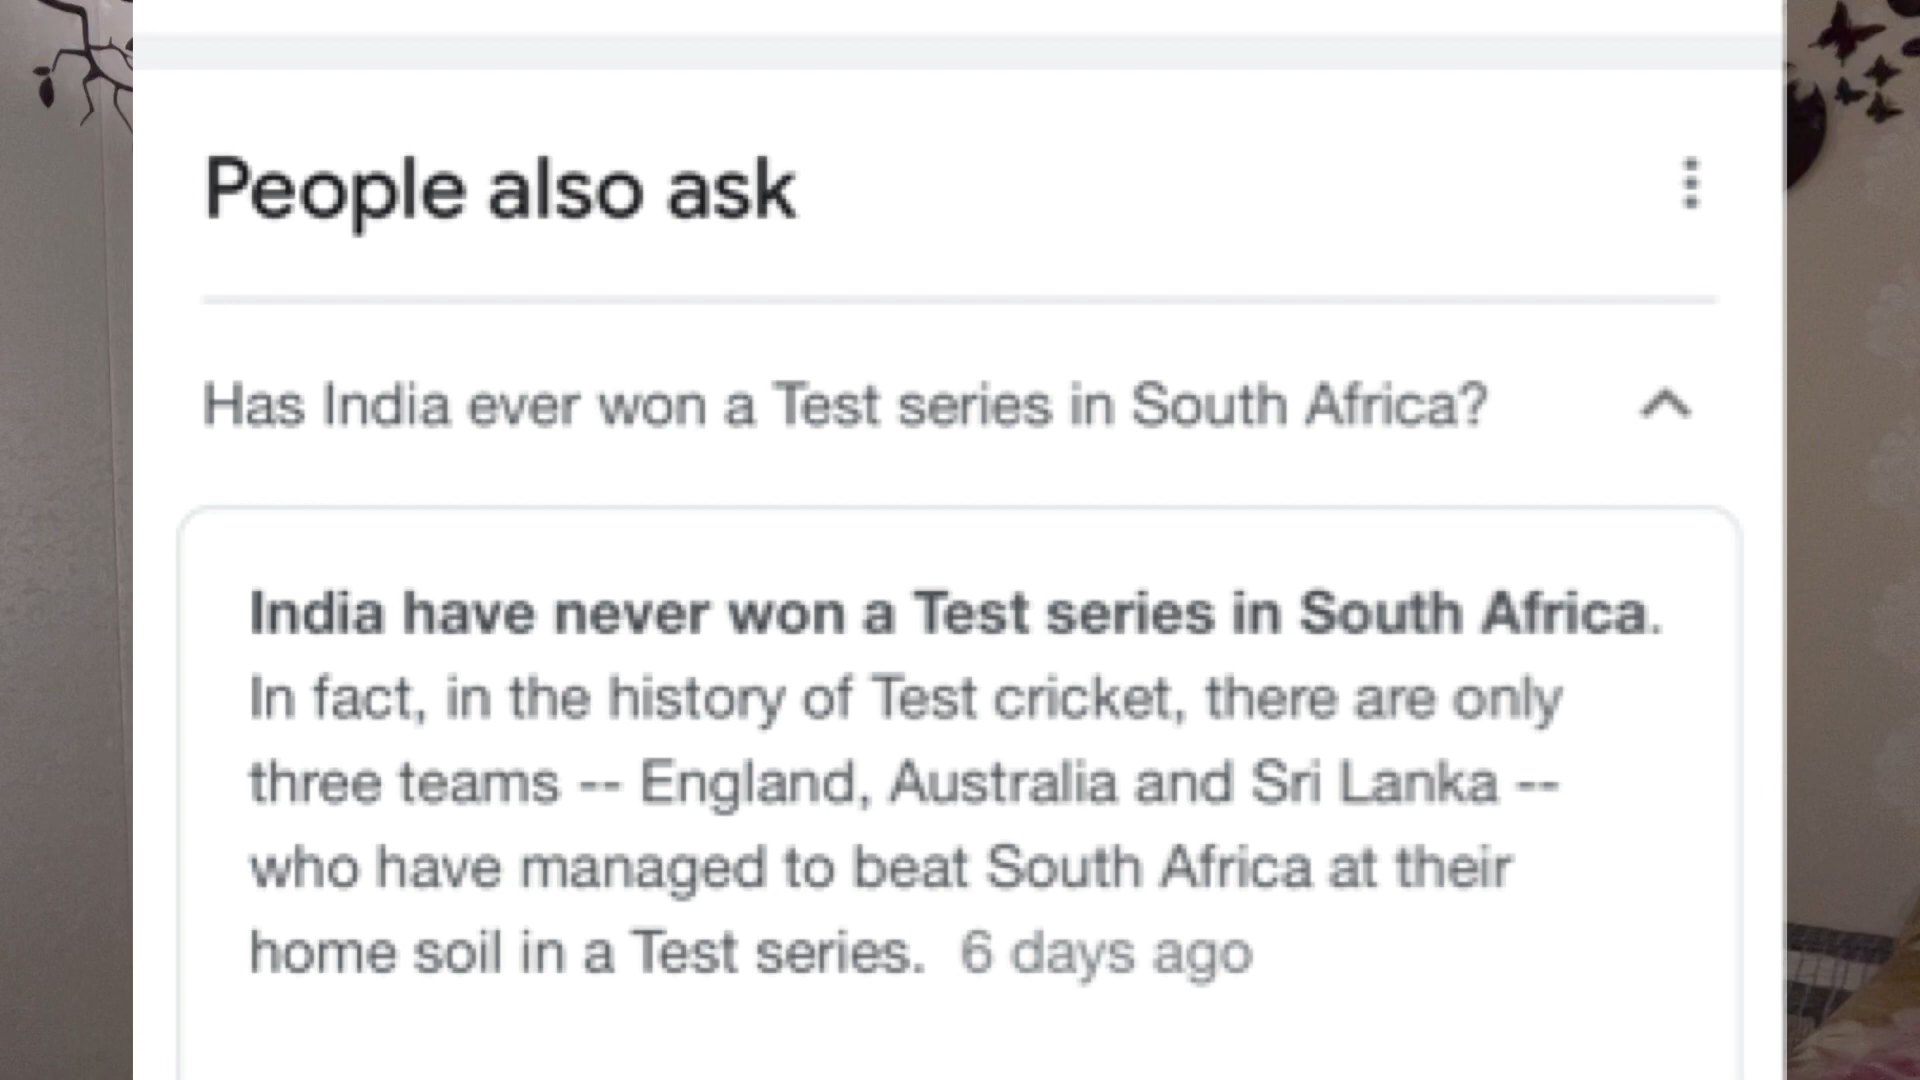 People also ask
Has India ever won a Test series in South Africa?
India have never won a Test series in South Africa.
In fact, in the history of Test cricket, there are only
three teams -- England, Australia and Sri Lanka --
who have managed to beat South Africa at their
home soil in a Test series. 6 days ago